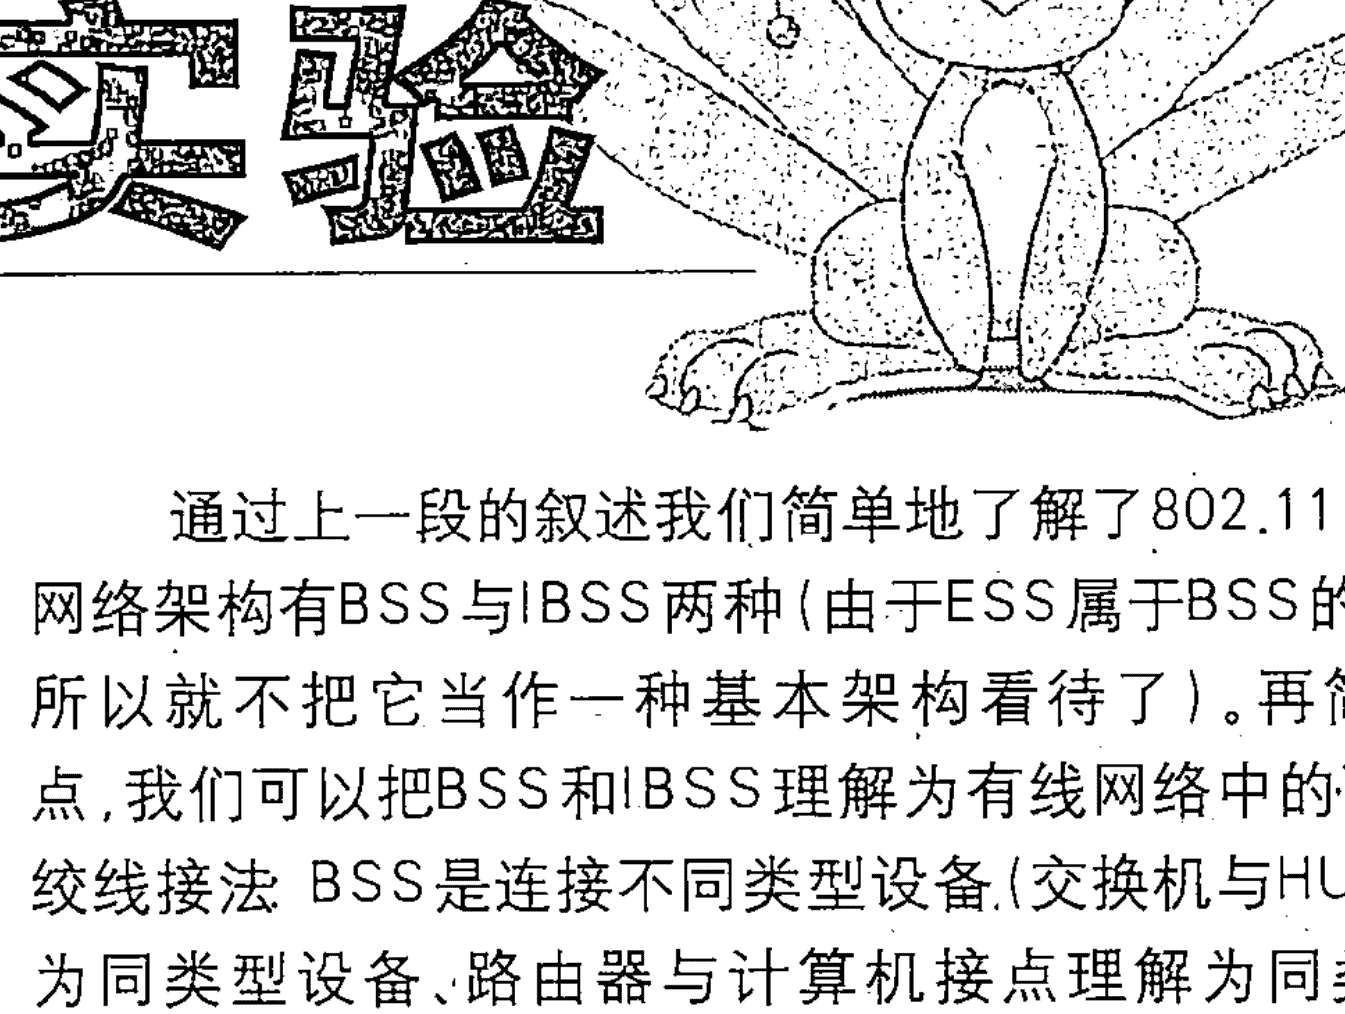 实验
通过上一段的叙述我们简单地了解了802.11
网络架构有BSS与IBSS两种(由于ESS属于BSS的
所以就不把它当作一种基本架构看待了)。再简
点,我们可以把BSS和IBSS理解为有线网络中的
绞线接法: BSS是连接不同类型设备(交换机与HU
为同类型设备、路由器与计算机接点理解为同类